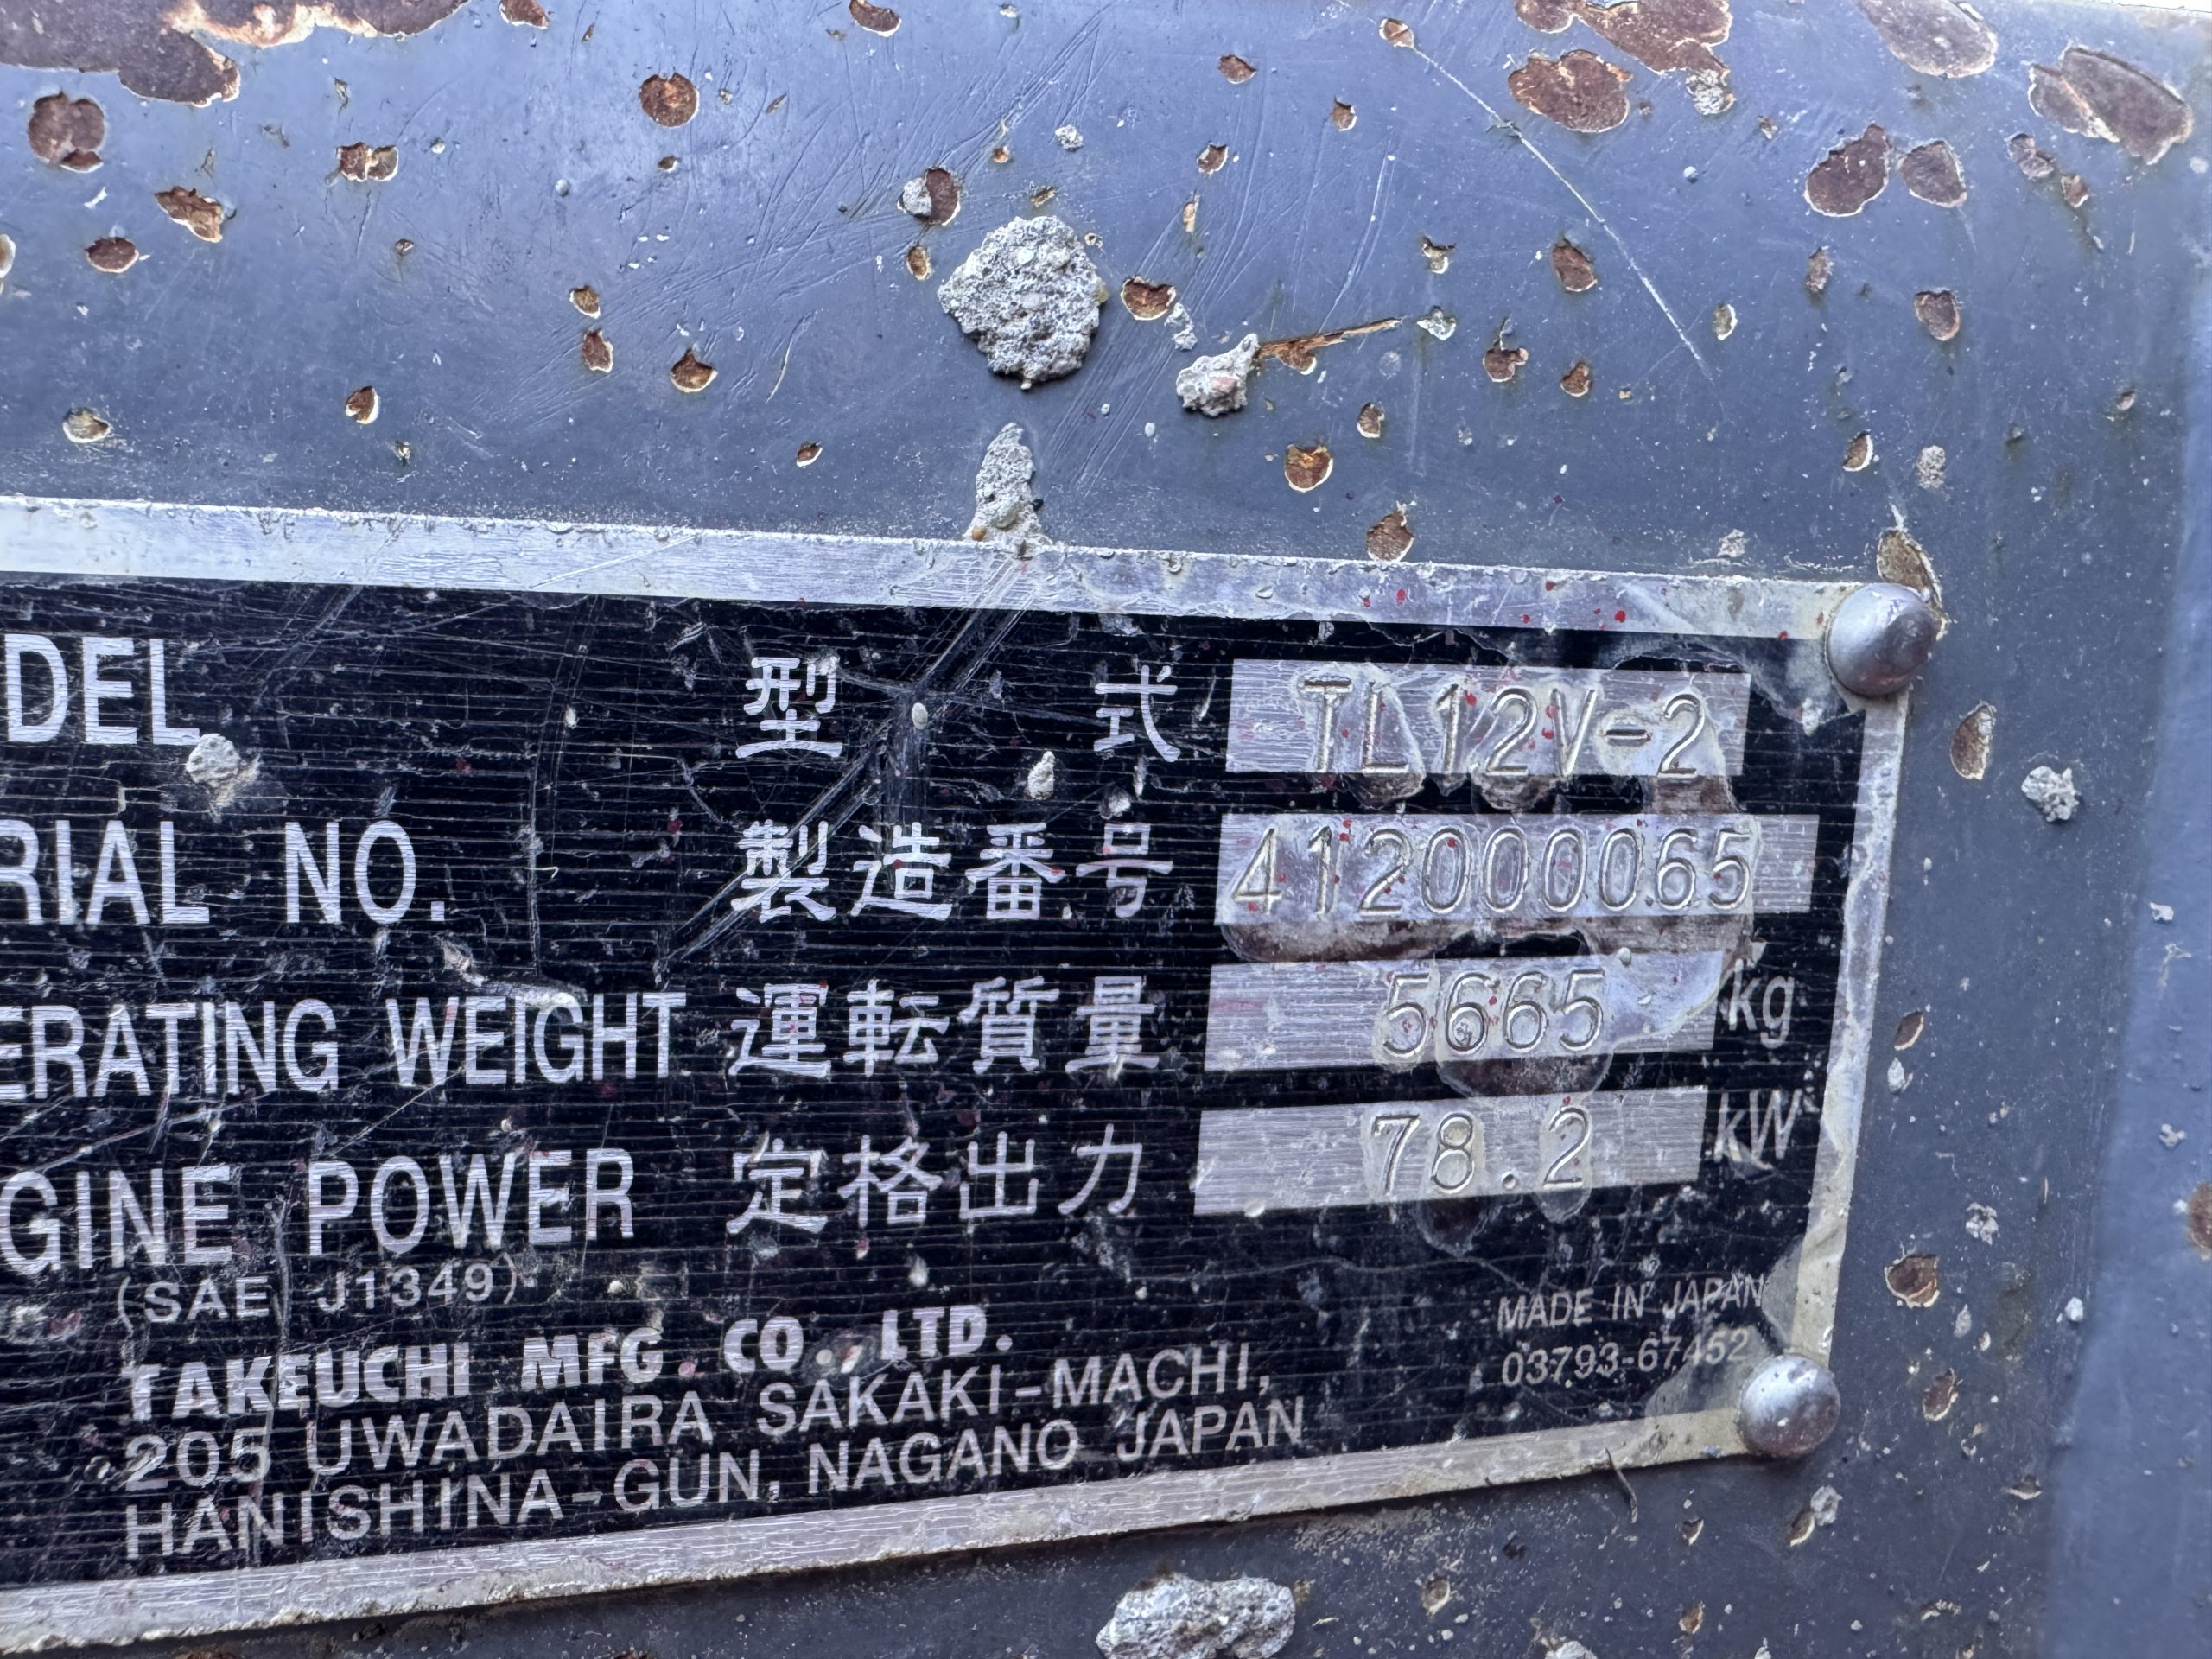 DEL 型 式 TL12V-2
RIAL NO. 製造番号 412000065
ERATING WEIGHT 運転質量 5665 kg
GINE POWER 定格出力 78.2 kW
(SAE J1349)
TAKEUCHI MFG. CO., LTD.
205 UWADAIRA SAKAKI-MACHI,
HANISHINA-GUN, NAGANO JAPAN
MADE IN JAPAN
03793-67452